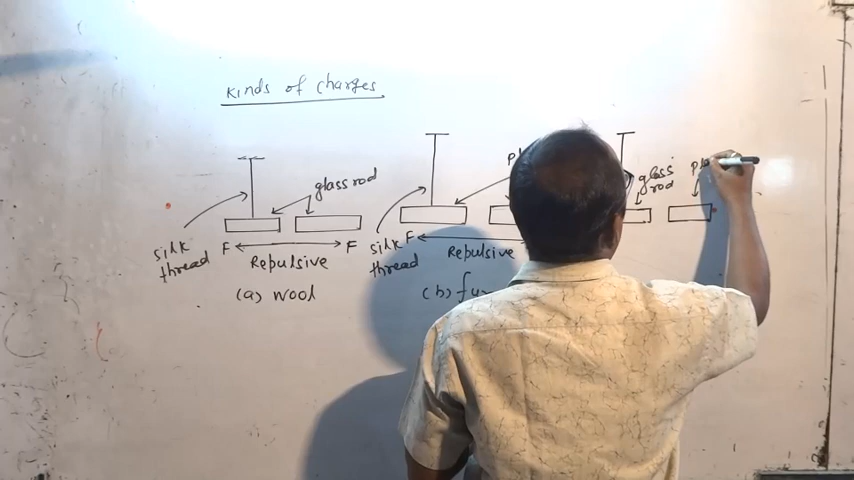 Kinds of charges
glass rod
silk
thread
F
F
Repulsive
(a) wool
silk
thread
F
Repulsive
(b)
glass
rod